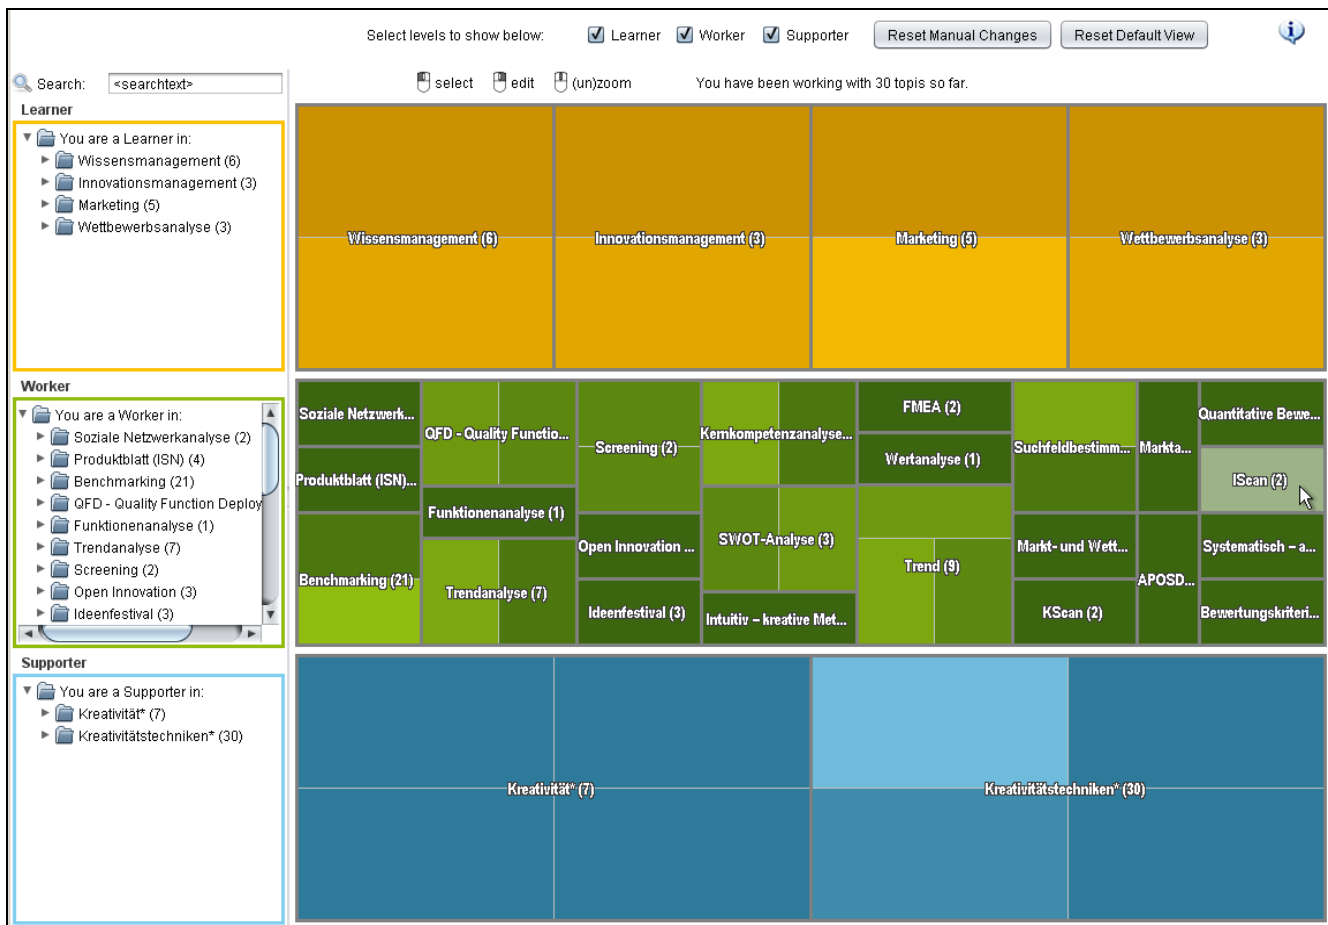 Select levels to show below: Learner Worker Supporter Reset Manual Changes Reset Default View
Search: <searchtext>
select edit (un)zoom You have been working with 30 topis so far.
Learner
You are a Learner in:
Wissensmanagement (6)
Innovationsmanagement (3)
Marketing (5)
Wettbewerbsanalyse (3)
Wissensmanagement (6)
Innovationsmanagement (3)
Marketing (5)
Wettbewerbsanalyse (3)
Worker
You are a Worker in:
Soziale Netzwerkanalyse (2)
Produktblatt (ISN) (4)
Benchmarking (21)
QFD - Quality Function Deploy
Funktionenanalyse (1)
Trendanalyse (7)
Screening (2)
Open Innovation (3)
Ideenfestival (3)
Soziale Netzwerk...
Produktblatt (ISN)...
Benchmarking (21)
QFD - Quality Functio...
Funktionenanalyse (1)
Trendanalyse (7)
Screening (2)
Open Innovation ...
Ideenfestival (3)
Kernkompetenzanalyse...
SWOT-Analyse (3)
Intuitiv – kreative Met...
FMEA (2)
Wertanalyse (1)
Trend (9)
Suchfeldbestimm...
Markt- und Wett...
KScan (2)
Markta...
APOSD...
Quantitative Bewe...
IScan (2)
Systematisch – a...
Bewertungskriteri...
Supporter
You are a Supporter in:
Kreativität* (7)
Kreativitätstechniken* (30)
Kreativität* (7)
Kreativitätstechniken* (30)